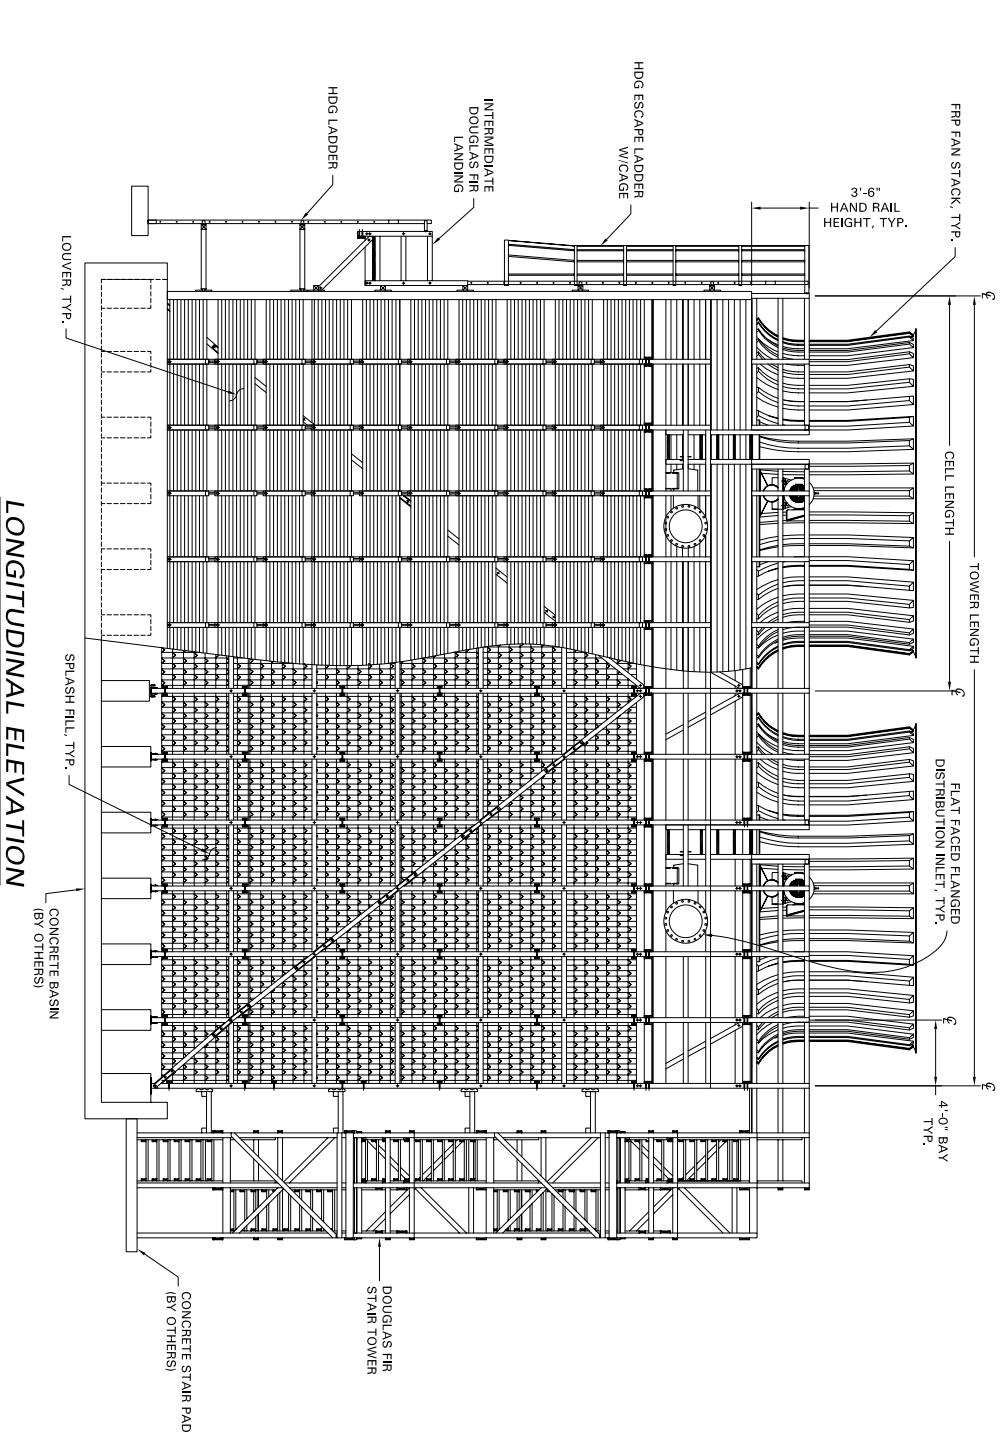 FRP FAN STACK, TYP.
3'-6"
HAND RAIL
HEIGHT, TYP.
HDG ESCAPE LADDER
W/CAGE
INTERMEDIATE
DOUGLAS FIR
LANDING
HDG LADDER
LOUVER, TYP.
℄
TOWER LENGTH
CELL LENGTH
℄
FLAT FACED FLANGED
DISTRIBUTION INLET, TYP.
℄
℄
4'-0" BAY
TYP.
SPLASH FILL, TYP.
CONCRETE BASIN
(BY OTHERS)
DOUGLAS FIR
STAIR TOWER
CONCRETE STAIR PAD
(BY OTHERS)
LONGITUDINAL ELEVATION